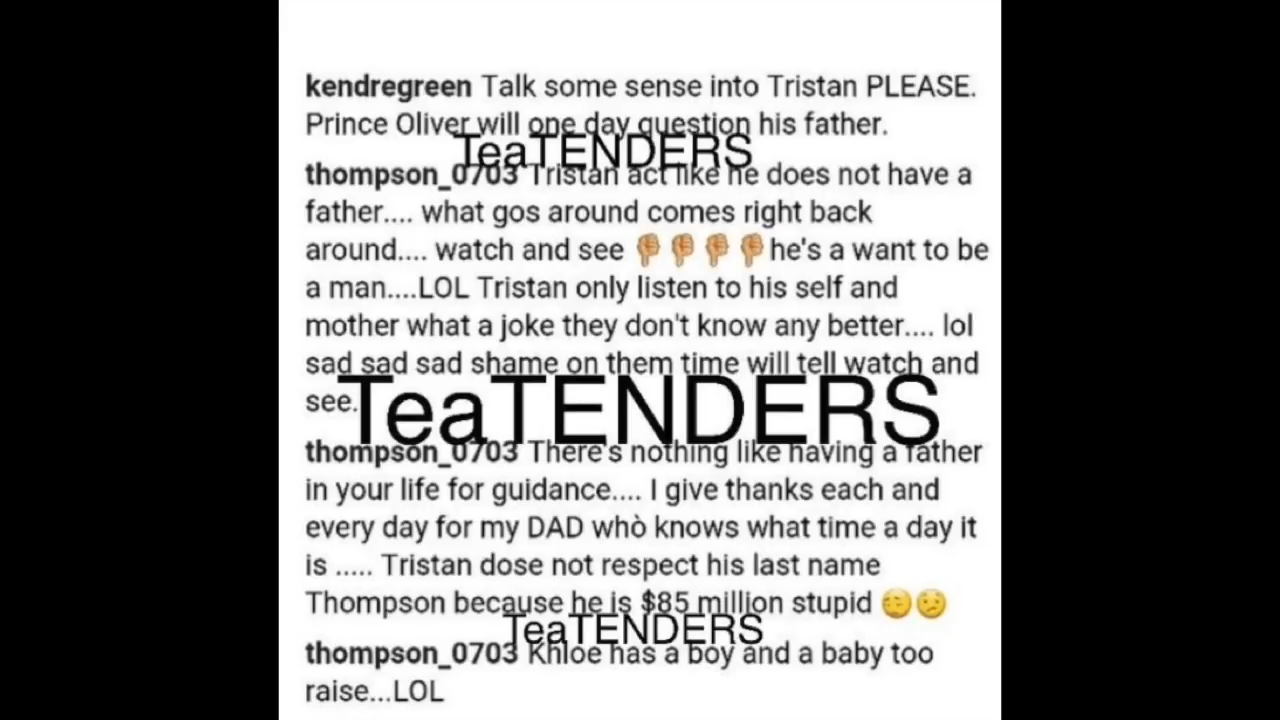 kendregreen Talk some sense into Tristan PLEASE.
Prince Oliver will one day question his father.
TeaTENDERS
thompson_0703 Tristan act like he does not have a
father.... what gos around comes right back
around.... watch and see 👎👎👎👎he's a want to be
a man....LOL Tristan only listen to his self and
mother what a joke they don't know any better.... lol
sad sad sad shame on them time will tell watch and
see.
TeaTENDERS
thompson_0703 There's nothing like having a father
in your life for guidance.... I give thanks each and
every day for my DAD whò knows what time a day it
is ..... Tristan dose not respect his last name
Thompson because he is $85 million stupid 😔😕
TeaTENDERS
thompson_0703 Khloe has a boy and a baby too
raise...LOL